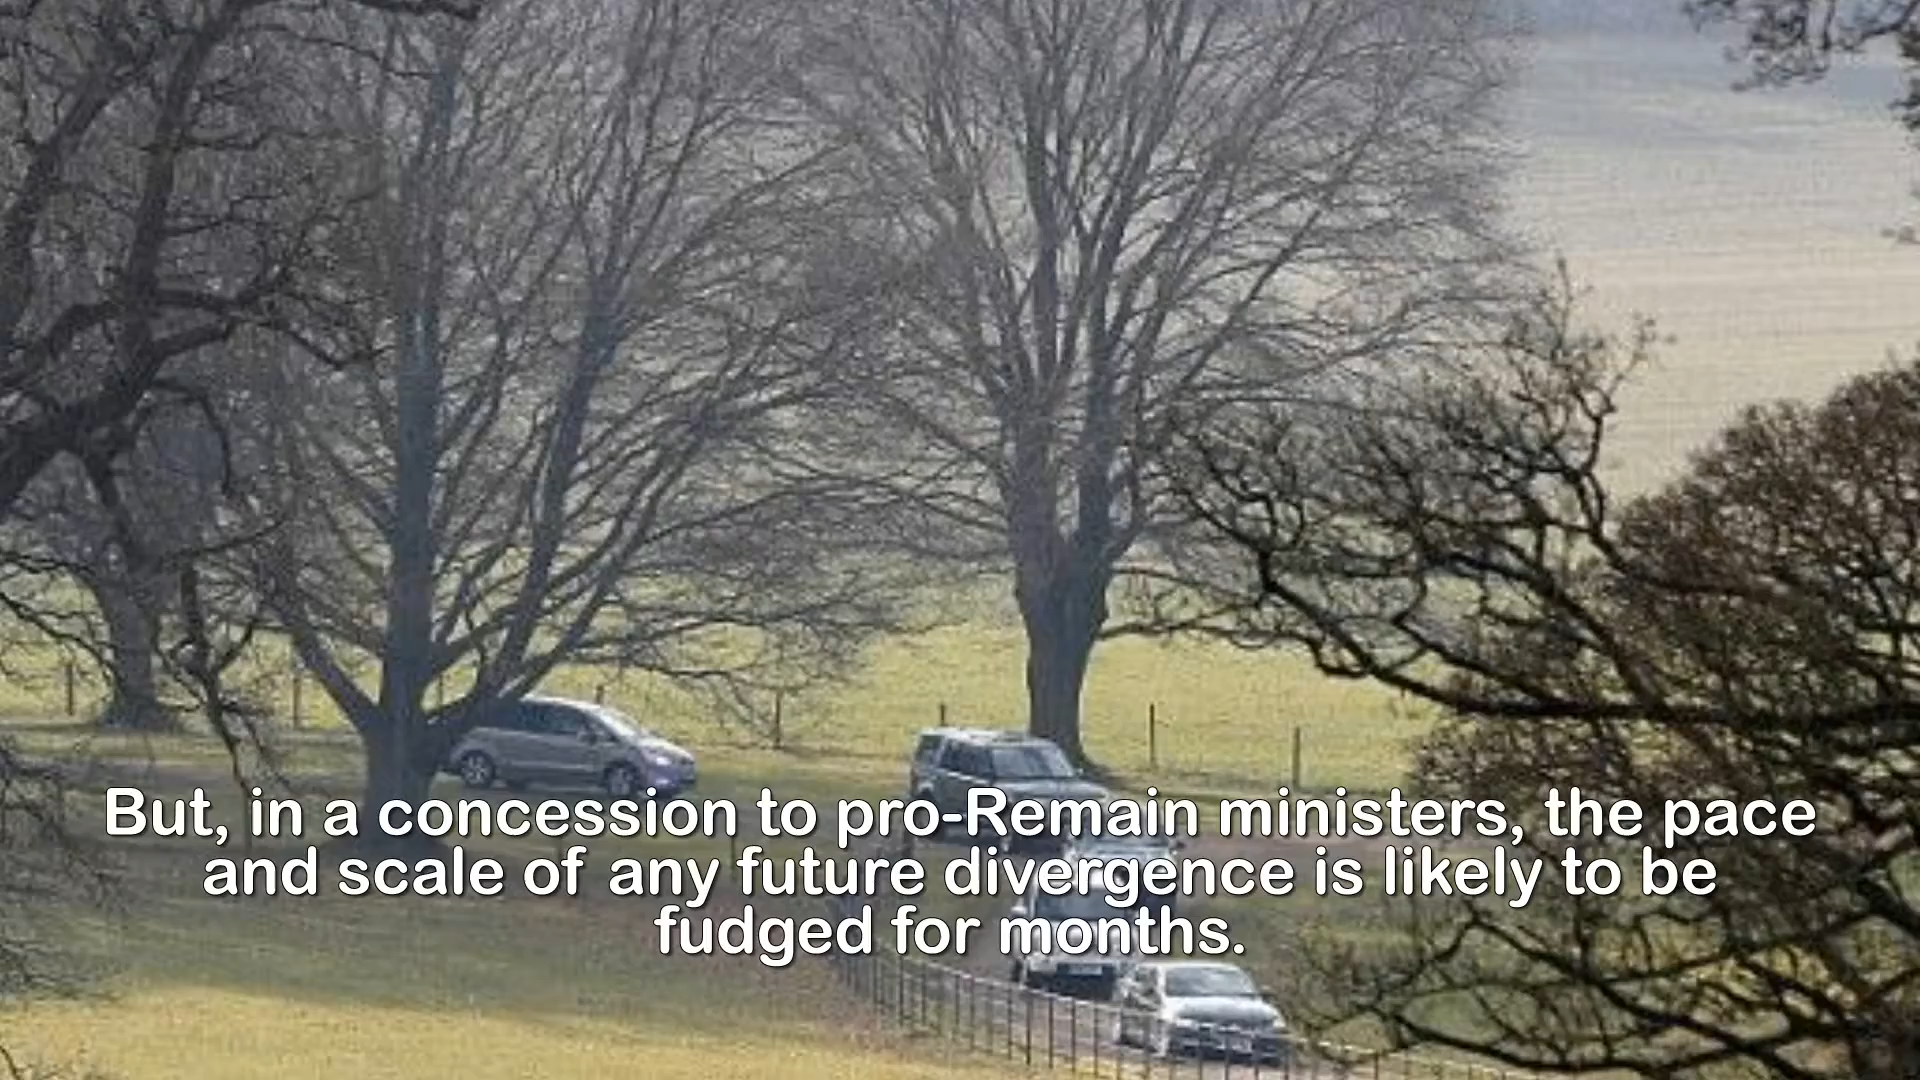 But, in a concession to pro-Remain ministers, the pace
and scale of any future divergence is likely to be
fudged for months.